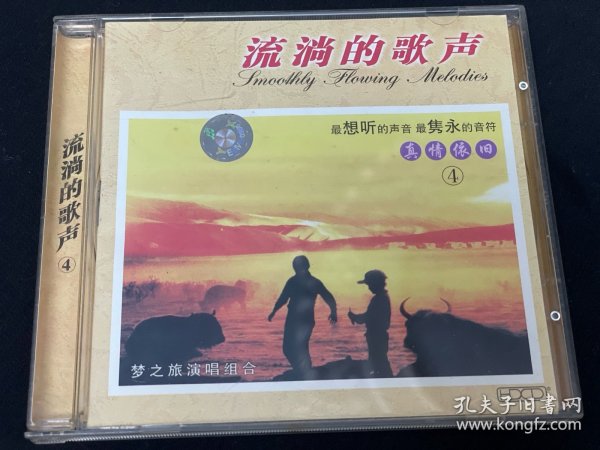 流淌的歌声
Smoothly Flowing Melodies
最想听的声音 最隽永的音符
真情依旧
④
流淌的歌声 ④
梦之旅演唱组合
孔夫子旧书网
www.kongfz.com